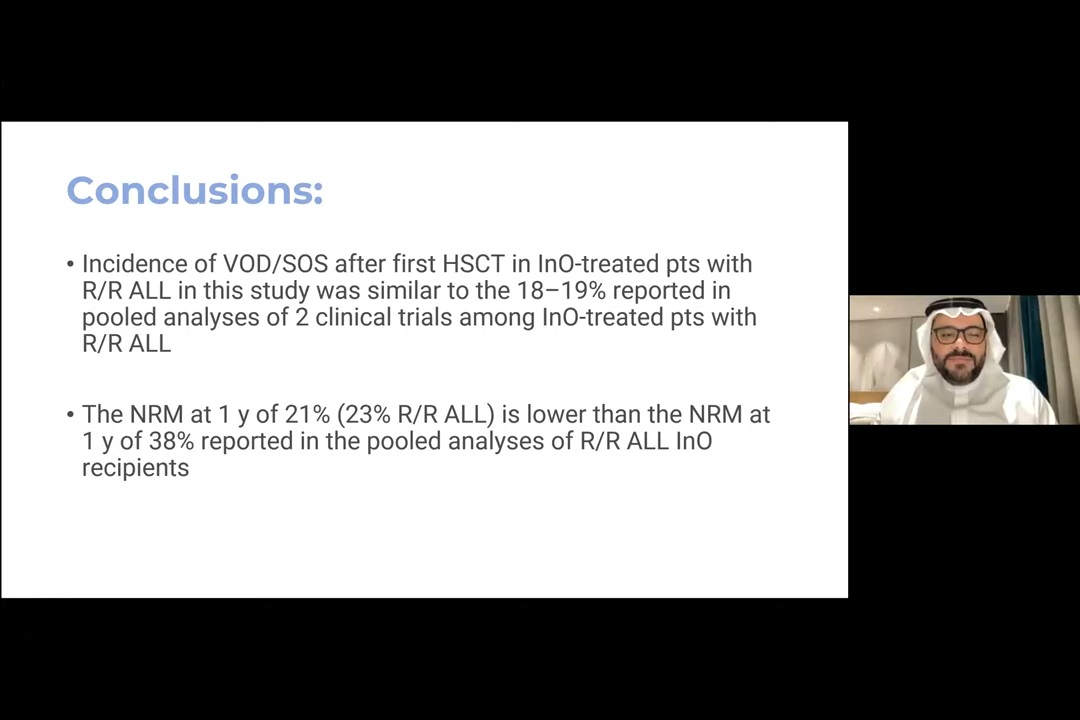 Conclusions:
• Incidence of VOD/SOS after first HSCT in InO-treated pts with
R/R ALL in this study was similar to the 18–19% reported in
pooled analyses of 2 clinical trials among InO-treated pts with
R/R ALL
• The NRM at 1 y of 21% (23% R/R ALL) is lower than the NRM at
1 y of 38% reported in the pooled analyses of R/R ALL InO
recipients